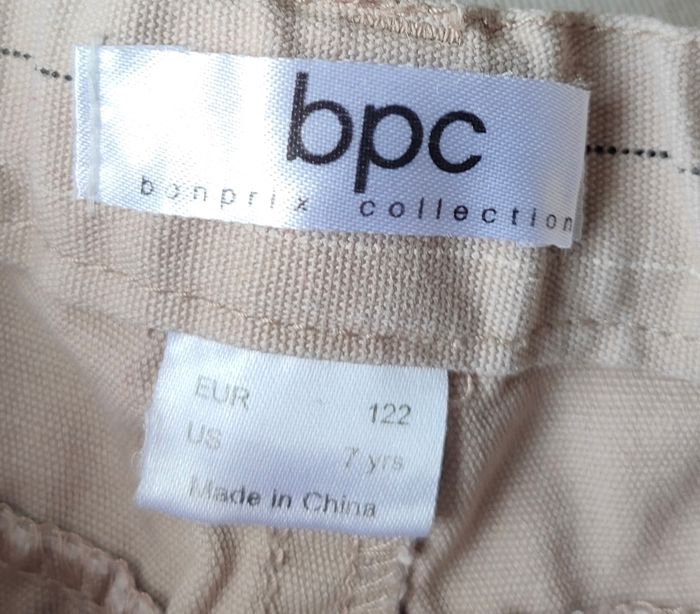 bpc
bonprix collection
EUR 122
US 7 yrs
Made in China